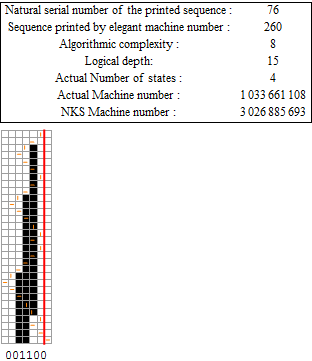 Natural serial number of the printed sequence : 76
Sequence printed by elegant machine number : 260
Algorithmic complexity : 8
Logical depth: 15
Actual Number of states : 4
Actual Machine number : 1 033 661 108
NKS Machine number : 3 026 885 693
001100